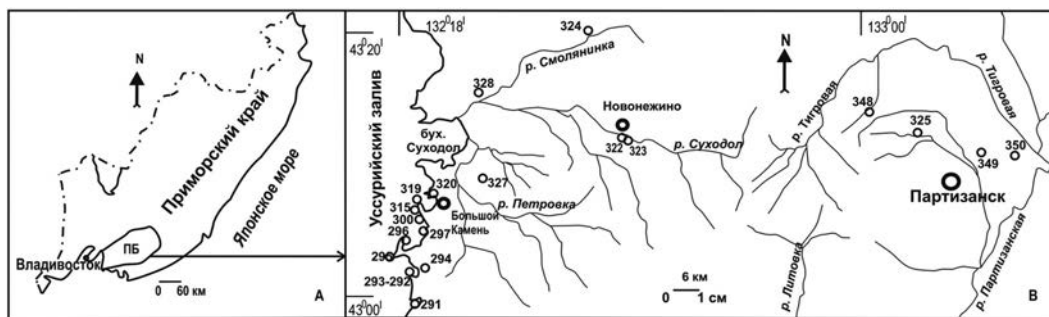 N
Приморский край
Японское море
ПБ
Владивосток
0 60 км
А
132°18'
133°00'
43°20'
43°00'
Уссурийский залив
324
р. Смолянинка
328
Новонежино
N
р. Тигровая
р. Тигровая
348
325
бух.
Суходол
322
323
р. Суходол
349
350
320
319
327
Партизанск
315
р. Петровка
300
Большой
Камень
296
297
294
293-292
6 км
0 1 см
291
р. Литовка
р. Партизанская
В